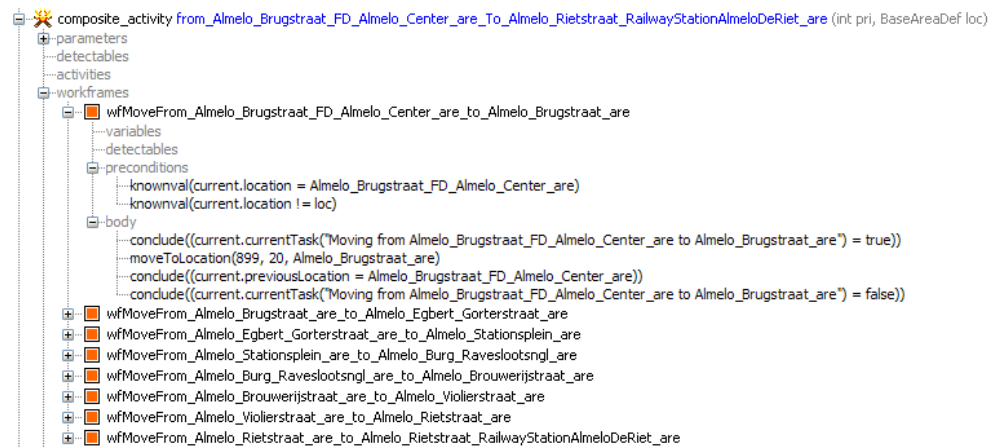 composite_activity from_Almelo_Brugstraat_FD_Almelo_Center_are_To_Almelo_Rietstraat_RailwayStationAlmeloDeRiet_are (int pri, BaseAreaDef loc)
parameters
detectables
activities
workframes
wfMoveFrom_Almelo_Brugstraat_FD_Almelo_Center_are_to_Almelo_Brugstraat_are
variables
detectables
preconditions
knownval(current.location = Almelo_Brugstraat_FD_Almelo_Center_are)
knownval(current.location != loc)
body
conclude((current.currentTask("Moving from Almelo_Brugstraat_FD_Almelo_Center_are to Almelo_Brugstraat_are") = true))
moveToLocation(899, 20, Almelo_Brugstraat_are)
conclude((current.previousLocation = Almelo_Brugstraat_FD_Almelo_Center_are))
conclude((current.currentTask("Moving from Almelo_Brugstraat_FD_Almelo_Center_are to Almelo_Brugstraat_are") = false))
wfMoveFrom_Almelo_Brugstraat_are_to_Almelo_Egbert_Gorterstraat_are
wfMoveFrom_Almelo_Egbert_Gorterstraat_are_to_Almelo_Stationsplein_are
wfMoveFrom_Almelo_Stationsplein_are_to_Almelo_Burg_Raveslootsngl_are
wfMoveFrom_Almelo_Burg_Raveslootsngl_are_to_Almelo_Brouwerijstraat_are
wfMoveFrom_Almelo_Brouwerijstraat_are_to_Almelo_Violierstraat_are
wfMoveFrom_Almelo_Violierstraat_are_to_Almelo_Rietstraat_are
wfMoveFrom_Almelo_Rietstraat_are_to_Almelo_Rietstraat_RailwayStationAlmeloDeRiet_are